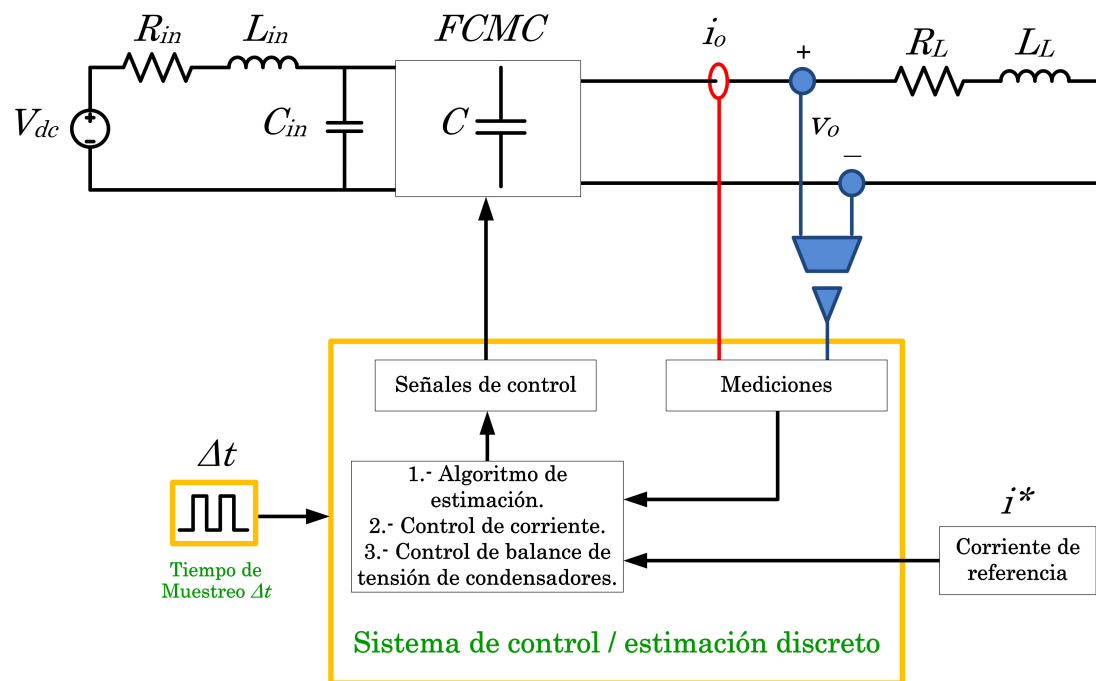 Rin
Lin
FCMC
io
RL
LL
+
Vdc
+
−
Cin
C
vo
−
Señales de control
Mediciones
Δt
1.- Algoritmo de
estimación.
2.- Control de corriente.
3.- Control de balance de
tensión de condensadores.
i*
Corriente de
referencia
Tiempo de
Muestreo Δt
Sistema de control / estimación discreto